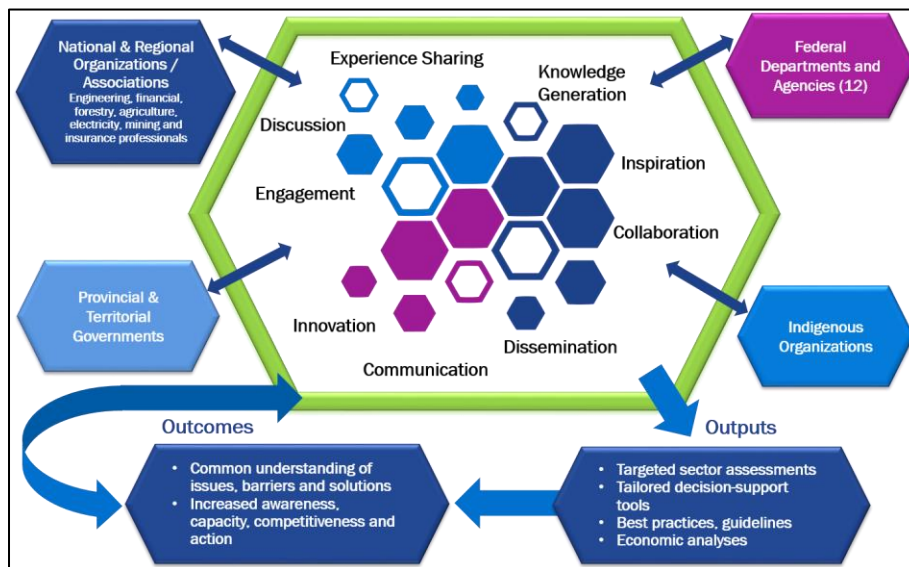 National & Regional
Organizations /
Associations
Engineering, financial,
forestry, agriculture,
electricity, mining and
insurance professionals
Federal
Departments and
Agencies (12)
Experience Sharing
Knowledge
Generation
Discussion
Inspiration
Engagement
Collaboration
Innovation
Dissemination
Communication
Provincial &
Territorial
Governments
Indigenous
Organizations
Outcomes
Outputs
• Common understanding of
issues, barriers and solutions
• Increased awareness,
capacity, competitiveness and
action
• Targeted sector assessments
• Tailored decision-support
tools
• Best practices, guidelines
• Economic analyses